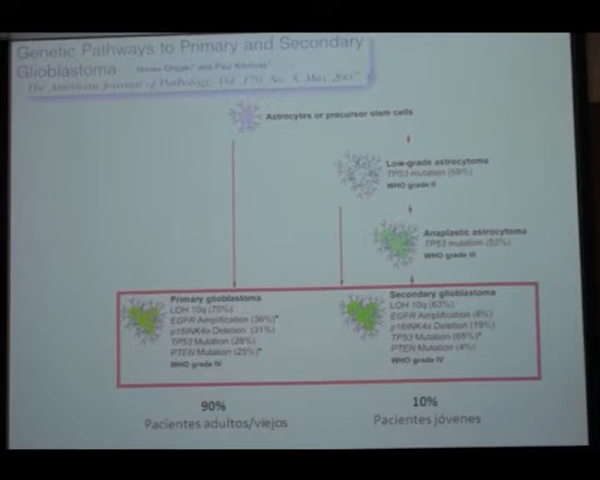 Genetic Pathways to Primary and Secondary
Glioblastoma
The American Journal of Pathology, Vol. 170, No. 5, May 2007
Astrocytes or precursor stem cells
Low-grade astrocytoma
TP53 mutation (59%)
WHO grade II
Anaplastic astrocytoma
TP53 mutation (53%)
WHO grade III
Primary glioblastoma
LOH 10q (70%)
EGFR Amplification (36%)*
p16INK4a Deletion (31%)
TP53 Mutation (28%)
PTEN Mutation (25%)*
WHO grade IV
Secondary glioblastoma
LOH 10q (63%)
EGFR Amplification (8%)
p16INK4a Deletion (19%)
TP53 Mutation (65%)*
PTEN Mutation (4%)
WHO grade IV
90%
Pacientes adultos/viejos
10%
Pacientes jóvenes